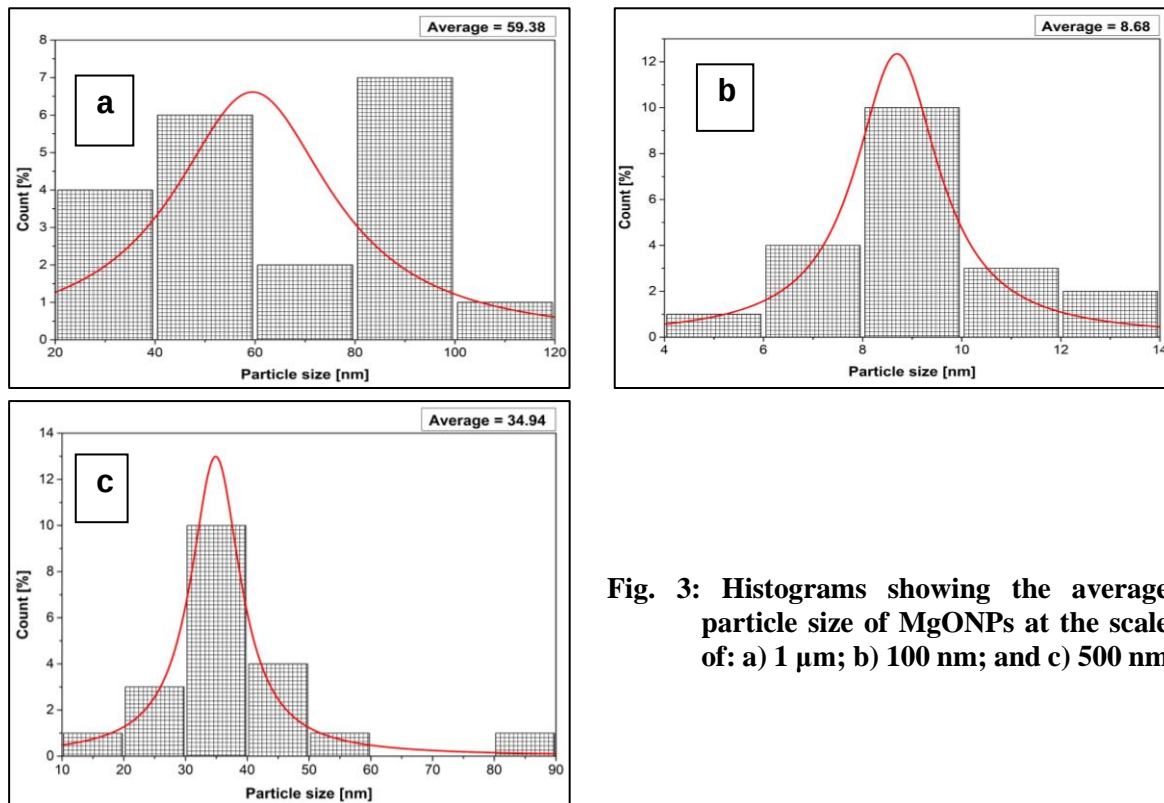 Average = 59.38
a
8
7
6
5
4
3
2
1
0
Count [%]
20 40 60 80 100 120
Particle size [nm]
Average = 8.68
b
12
10
8
6
4
2
0
Count [%]
4 6 8 10 12 14
Particle size [nm]
Average = 34.94
c
14
12
10
8
6
4
2
0
Count [%]
10 20 30 40 50 60 70 80 90
Particle size [nm]
Fig. 3: Histograms showing the average
particle size of MgONPs at the scale
of: a) 1 µm; b) 100 nm; and c) 500 nm